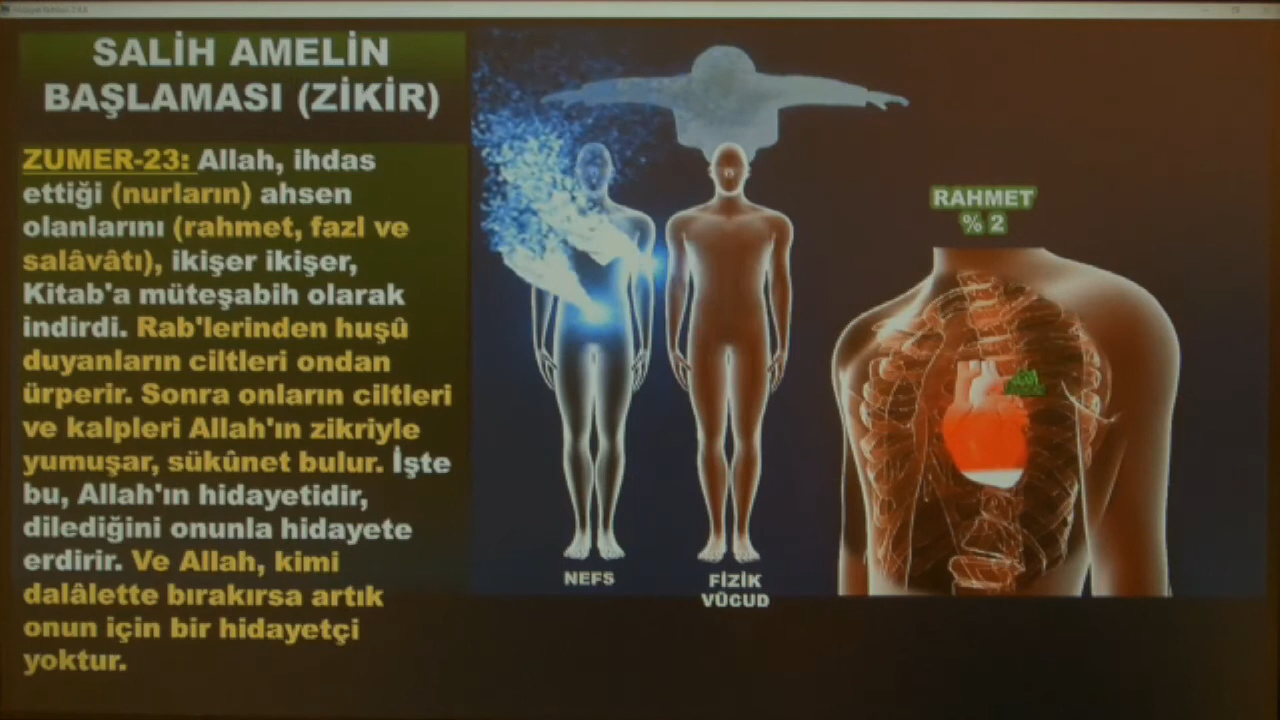 SALİH AMELİN
BAŞLAMASI (ZİKİR)
ZUMER-23: Allah, ihdas
ettiği (nurların) ahsen
olanlarını (rahmet, fazl ve
salâvâtı), ikişer ikişer,
Kitab'a müteşabih olarak
indirdi. Rab'lerinden huşû
duyanların ciltleri ondan
ürperir. Sonra onların ciltleri
ve kalpleri Allah'ın zikriyle
yumuşar, sükûnet bulur. İşte
bu, Allah'ın hidayetidir,
dilediğini onunla hidayete
erdirir. Ve Allah, kimi
dalâlette bırakırsa artık
onun için bir hidayetçi
yoktur.
NEFS
FİZİK
VÜCUD
RAHMET
% 2